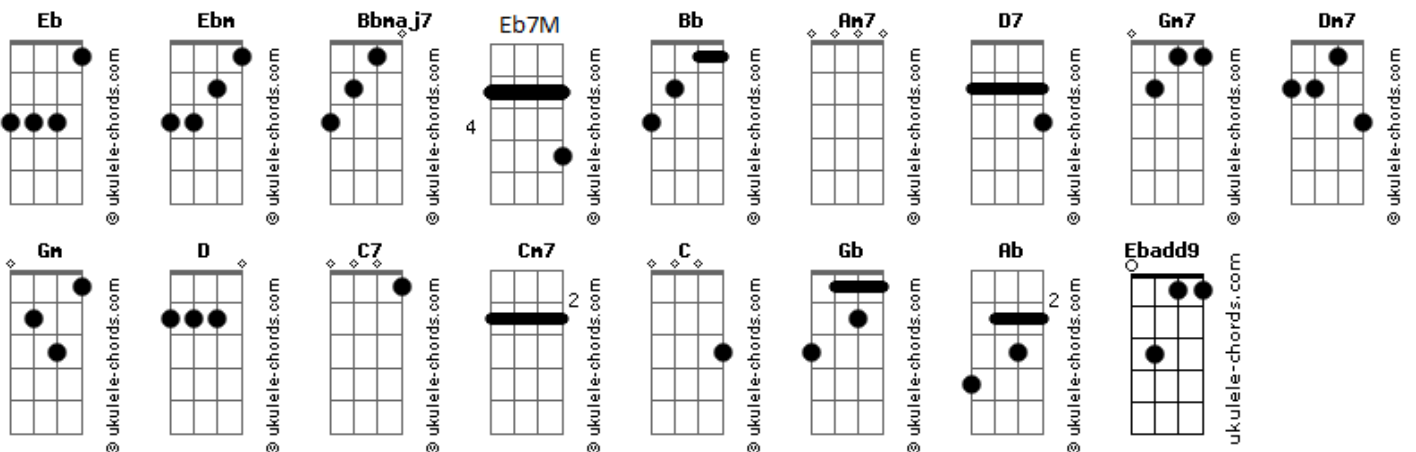 Eb Ebm Bbmaj7 Eb7M Bb Am7 D7 Gm7 Dm7
4
© ukulele-chords.com © ukulele-chords.com © ukulele-chords.com © ukulele-chords.com © ukulele-chords.com © ukulele-chords.com © ukulele-chords.com © ukulele-chords.com © ukulele-chords.com
Gm D C7 Cm7 C Gb Ab Ebadd9
2 2
© ukulele-chords.com © ukulele-chords.com © ukulele-chords.com © ukulele-chords.com © ukulele-chords.com © ukulele-chords.com © ukulele-chords.com ukulele-chords.com